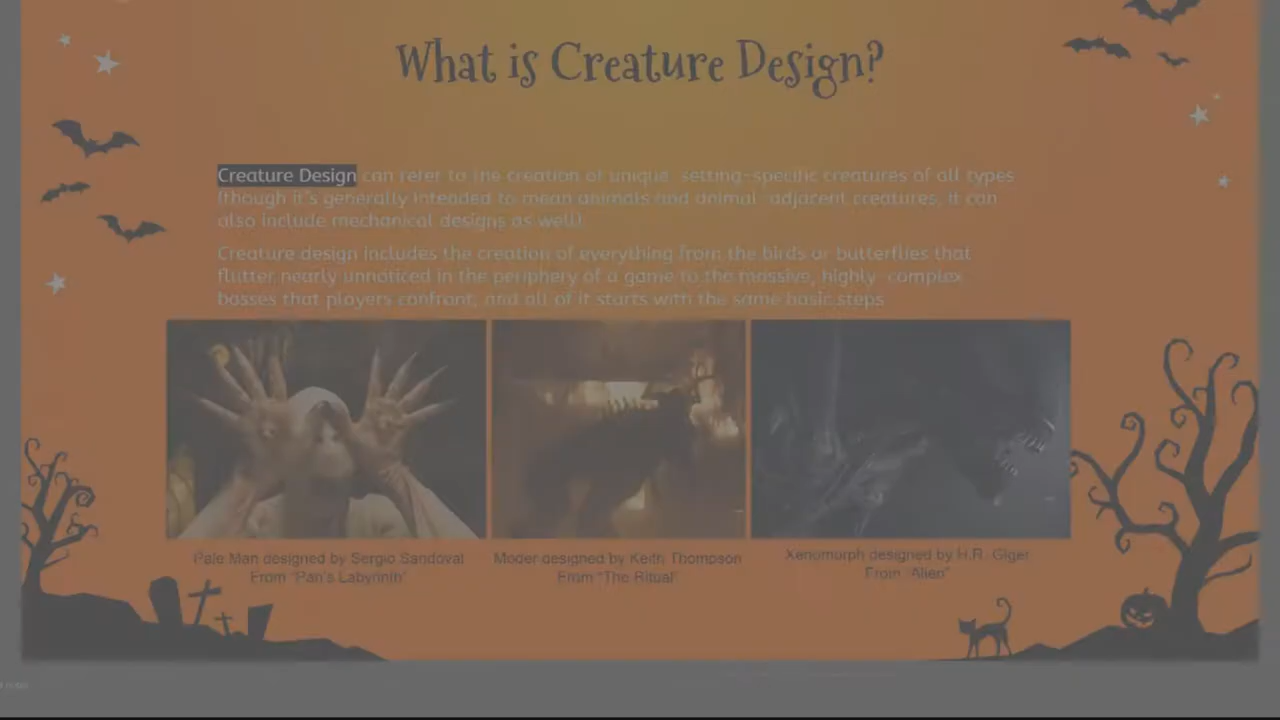 What is Creature Design?
Creature Design can refer to the creation of unique, setting-specific creatures of all types
(though it's generally intended to mean animals and animal-adjacent creatures, it can
also include mechanical designs as well).
Creature design includes the creation of everything from the birds or butterflies that
flutter nearly unnoticed in the periphery of a game to the massive, highly-complex
bosses that players confront, and all of it starts with the same basic steps
Pale Man designed by Sergio Sandoval
From "Pan's Labyrinth"
Moder designed by Keith Thompson
From "The Ritual"
Xenomorph designed by H.R. Giger
From "Alien"